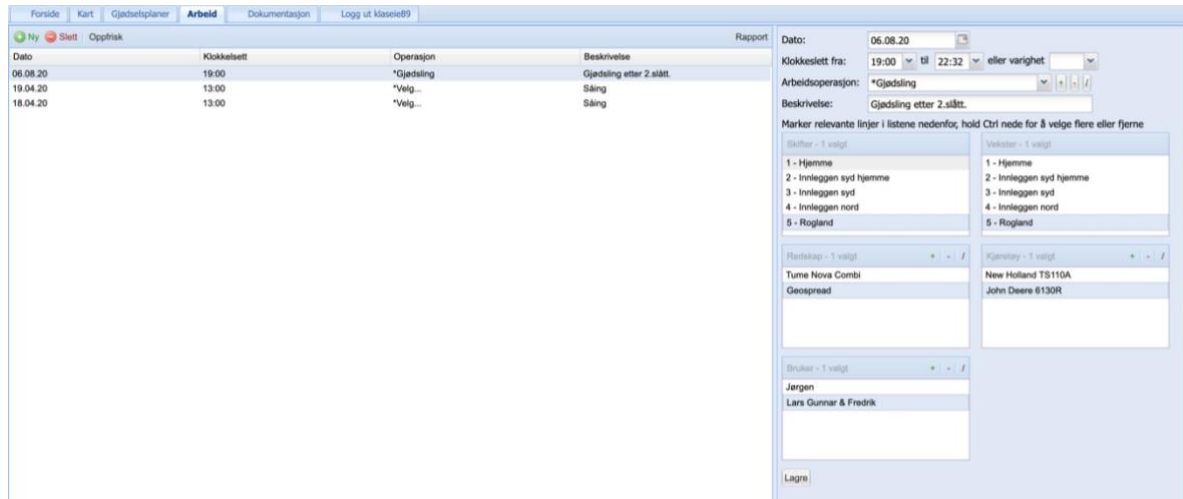 Forside Kart Gjødselsplaner Arbeid Dokumentasjon Logg ut klaseie89
Ny Slett Oppfrisk Rapport
Dato Klokkelsett Operasjon Beskrivelse
06.08.20 19:00 *Gjødsling Gjødsling etter 2.slått.
19.04.20 13:00 *Velg... Såing
18.04.20 13:00 *Velg... Såing
Dato: 06.08.20
Klokkeslett fra: 19:00 til 22:32 eller varighet
Arbeidsoperasjon: *Gjødsling + - /
Beskrivelse: Gjødsling etter 2.slått.
Marker relevante linjer i listene nedenfor, hold Ctrl nede for å velge flere eller fjerne
Skifter - 1 valgt
1 - Hjemme
2 - Innleggen syd hjemme
3 - Innleggen syd
4 - Innleggen nord
5 - Rogland
Vekster - 1 valgt
1 - Hjemme
2 - Innleggen syd hjemme
3 - Innleggen syd
4 - Innleggen nord
5 - Rogland
Redskap - 1 valgt + - /
Tume Nova Combi
Geospread
Kjøretøy - 1 valgt + - /
New Holland TS110A
John Deere 6130R
Bruker - 1 valgt + - /
Jørgen
Lars Gunnar & Fredrik
Lagre